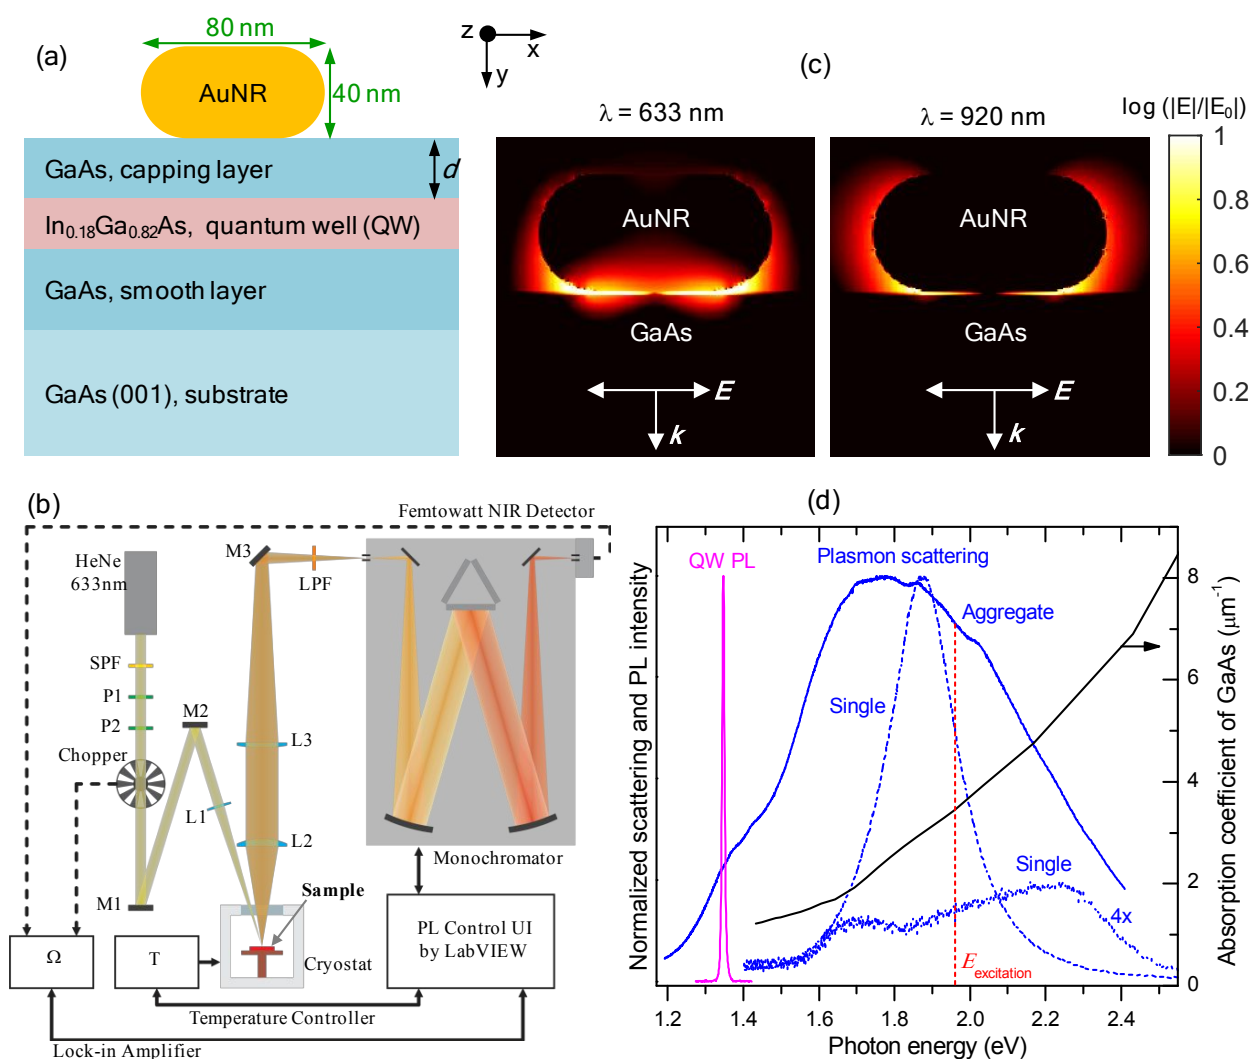 (a)
80 nm
AuNR
40 nm
GaAs, capping layer
d
In0.18Ga0.82As, quantum well (QW)
GaAs, smooth layer
GaAs (001), substrate
z
x
y
(c)
λ = 633 nm
λ = 920 nm
log (|E|/|E0|)
AuNR
GaAs
E
k
AuNR
GaAs
E
k
1
0.8
0.6
0.4
0.2
0
(b)
Femtowatt NIR Detector
HeNe
633nm
M3
LPF
SPF
P1
P2
M2
Chopper
L3
L1
L2
Monochromator
M1
Sample
Cryostat
Ω
T
PL Control UI
by LabVIEW
Temperature Controller
Lock-in Amplifier
(d)
Normalized scattering and PL intensity
QW PL
Plasmon scattering
Aggregate
Single
Single
4x
Eexcitation
8
6
4
2
0
Absorption coefficient of GaAs (μm-1)
1.2 1.4 1.6 1.8 2.0 2.2 2.4
Photon energy (eV)